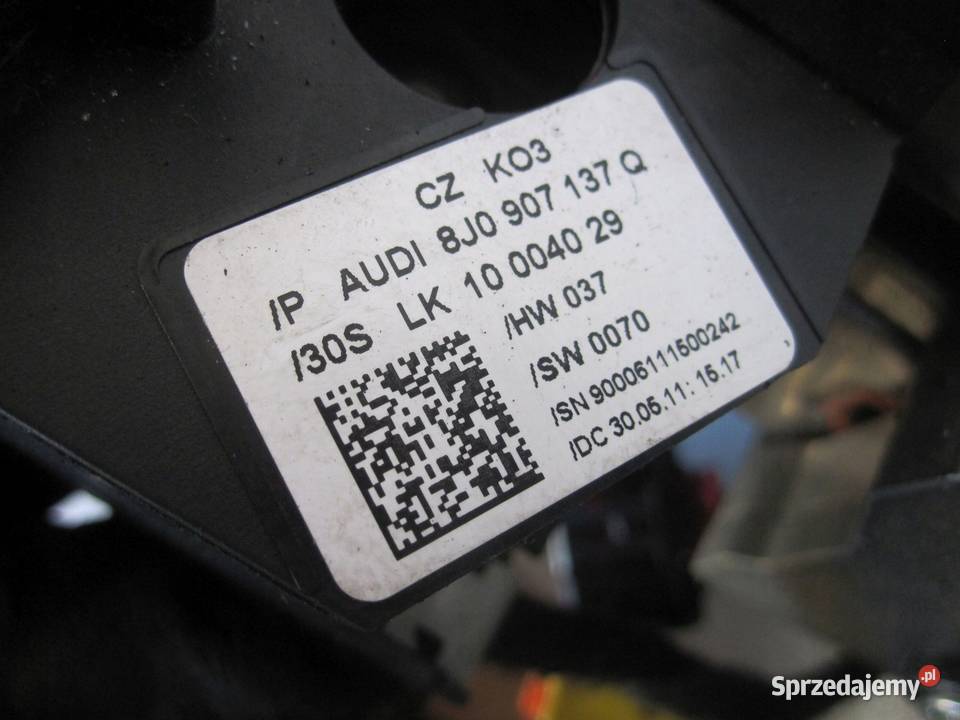 CZ KO3
/P AUDI 8J0 907 137 Q
/30S LK 10 0040 29
/HW 037
/SW 0070
/SN 90006111500242
/DC 30.05.11: 15.17
Sprzedajemy.pl